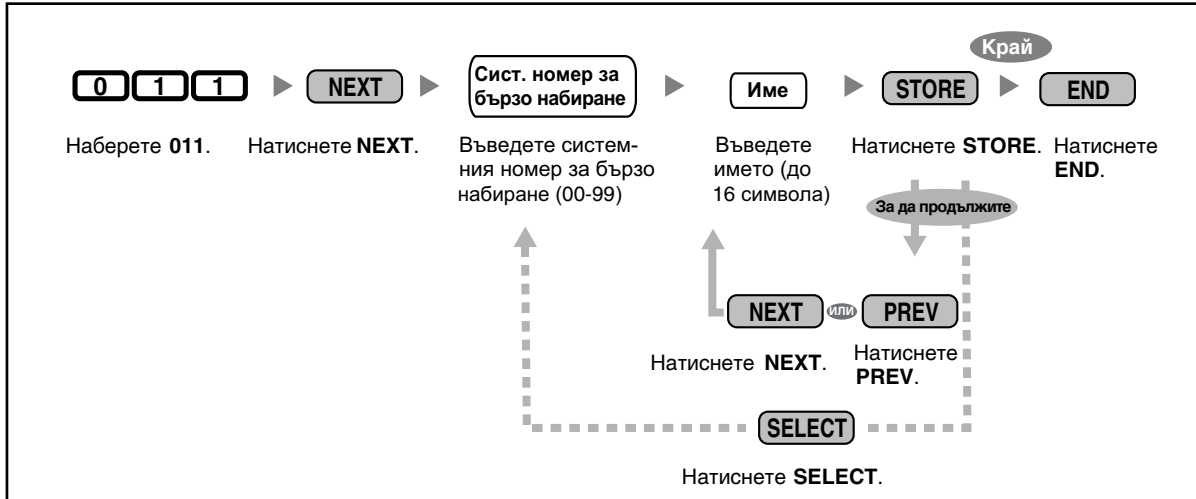 Край
0 1 1 NEXT Сист. номер за бързо набиране Име STORE END
Наберете 011.
Натиснете NEXT.
Въведете систем-
ния номер за бързо
набиране (00-99)
Въведете
името (до
16 символа)
Натиснете STORE.
Натиснете
END.
За да продължите
NEXT или PREV
Натиснете NEXT.
Натиснете
PREV.
SELECT
Натиснете SELECT.